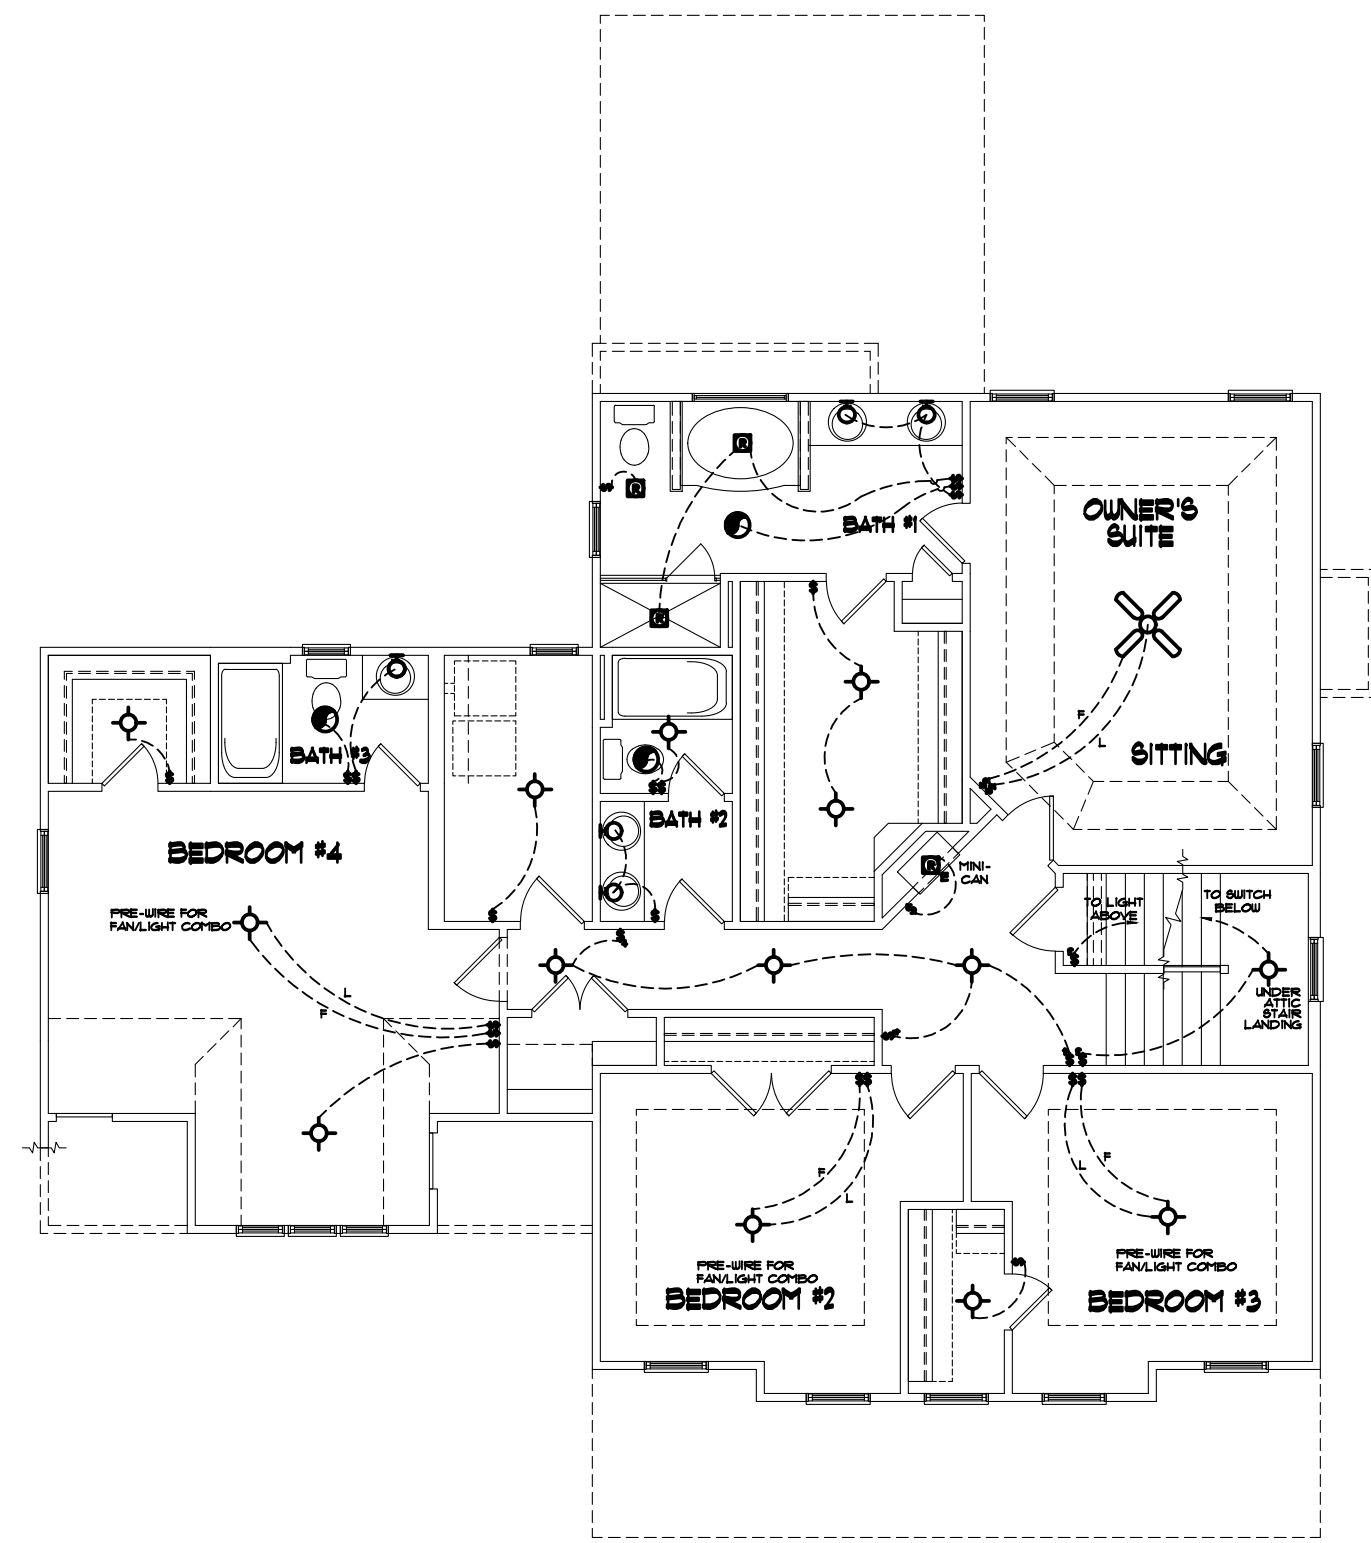 BATH #1
OWNER'S
SUITE
F
L
SITTING
BATH #3
BATH #2
BEDROOM #4
MINI-
CAN
PRE-WIRE FOR
FAN/LIGHT COMBO
TO LIGHT
ABOVE
TO SWITCH
BELOW
L
F
UNDER
ATTIC
STAIR
LANDING
F
L
F
L
PRE-WIRE FOR
FAN/LIGHT COMBO
BEDROOM #2
PRE-WIRE FOR
FAN/LIGHT COMBO
BEDROOM #3